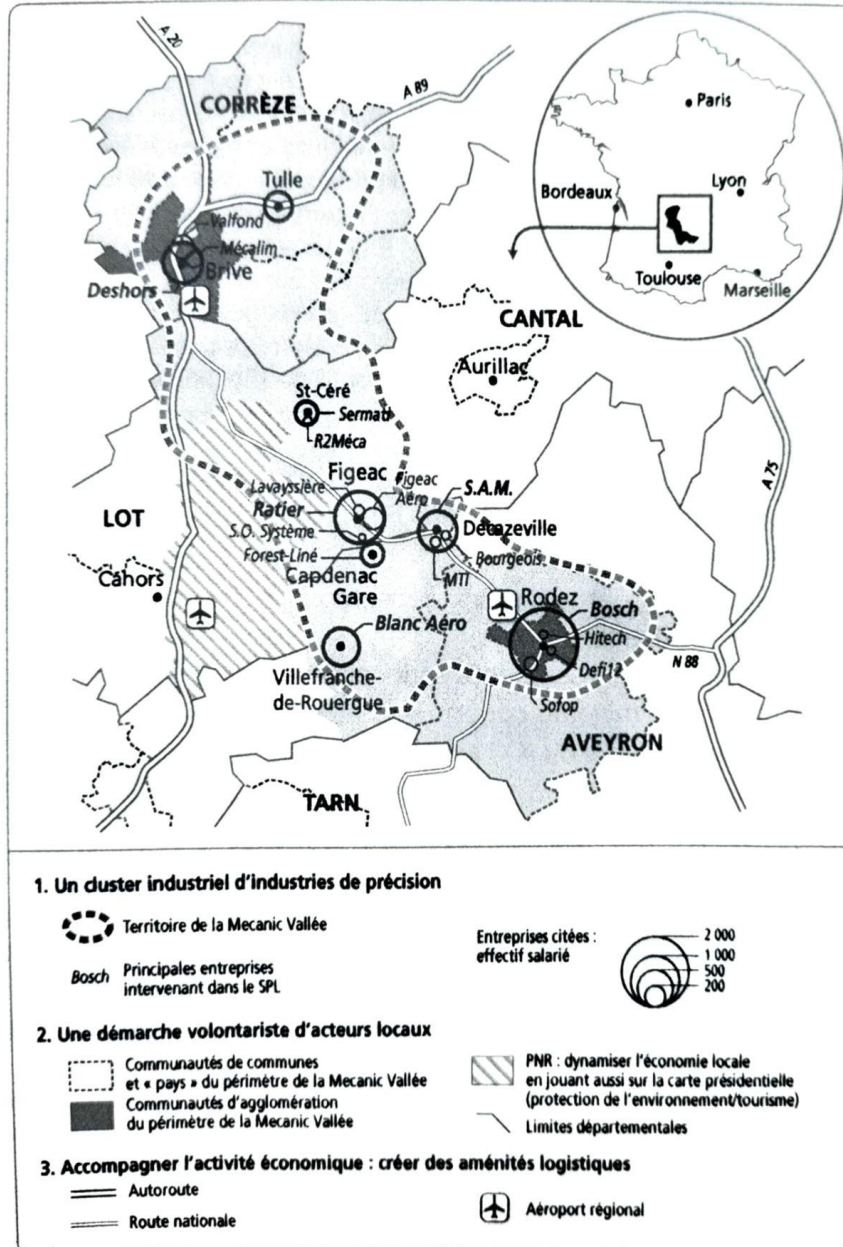 A 20
A 89
CORRÈZE
Paris
Tulle
Lyon
Bordeaux
Valfond
Mécalim
Brive
Deshors
Toulouse
Marseille
CANTAL
Aurillac
St-Céré
Sermati
R2Méca
A 75
Figeac
Figeac
Aéro
Lavayssière
S.A.M.
Ratier
LOT
Decazeville
S.O. Système
Forest-Liné
Bourgeois
Capdenac
Gare
MTI
Cahors
Rodez
Bosch
Blanc Aéro
Hitech
N 88
Villefranche-
de-Rouergue
Defi12
Sofop
AVEYRON
TARN
1. Un cluster industriel d'industries de précision
Territoire de la Mecanic Vallée
Bosch
Principales entreprises
intervenant dans le SPL
Entreprises citées :
effectif salarié
2 000
1 000
500
200
2. Une démarche volontariste d'acteurs locaux
Communautés de communes
et « pays » du périmètre de la Mecanic Vallée
Communautés d'agglomération
du périmètre de la Mecanic Vallée
PNR : dynamiser l'économie locale
en jouant aussi sur la carte présidentielle
(protection de l'environnement/tourisme)
Limites départementales
3. Accompagner l'activité économique : créer des aménités logistiques
Autoroute
Route nationale
Aéroport régional